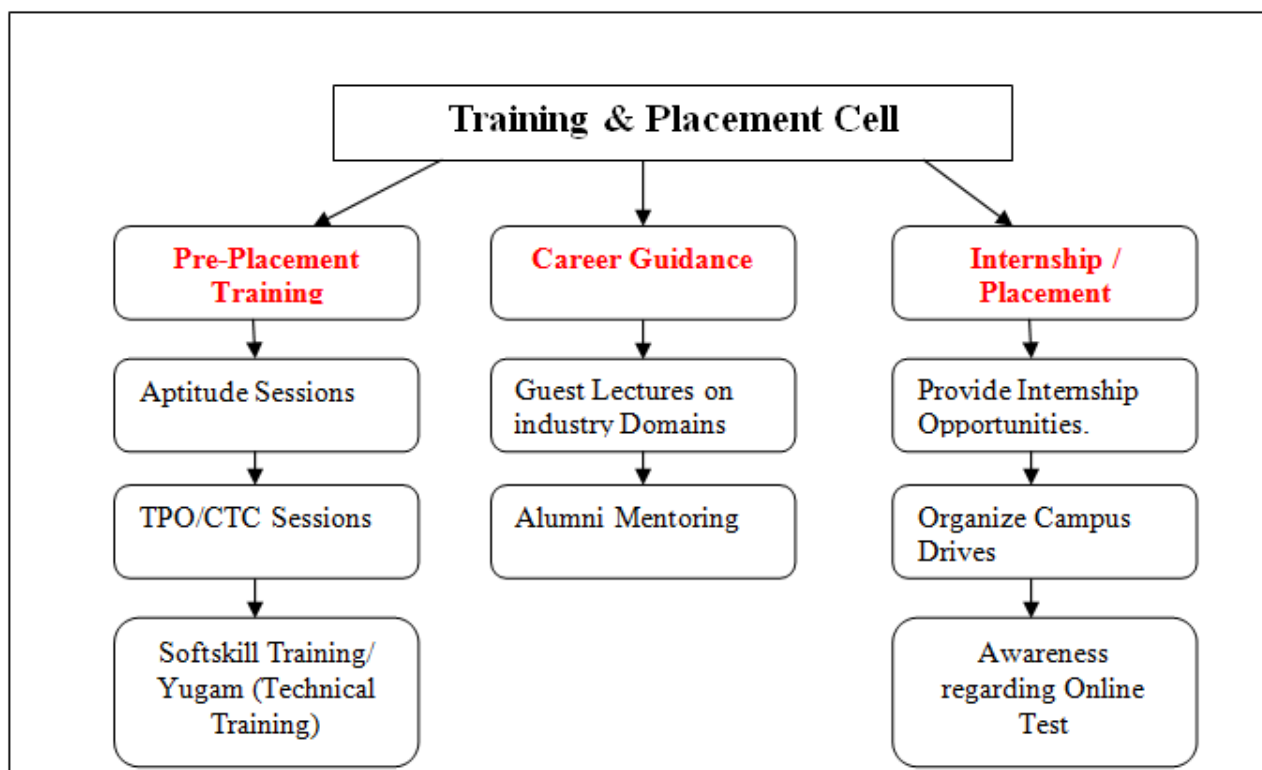 Training & Placement Cell
Pre-Placement
Training
Career Guidance
Internship /
Placement
Aptitude Sessions
Guest Lectures on
industry Domains
Provide Internship
Opportunities.
TPO/CTC Sessions
Alumni Mentoring
Organize Campus
Drives
Softskill Training/
Yugam (Technical
Training)
Awareness
regarding Online
Test